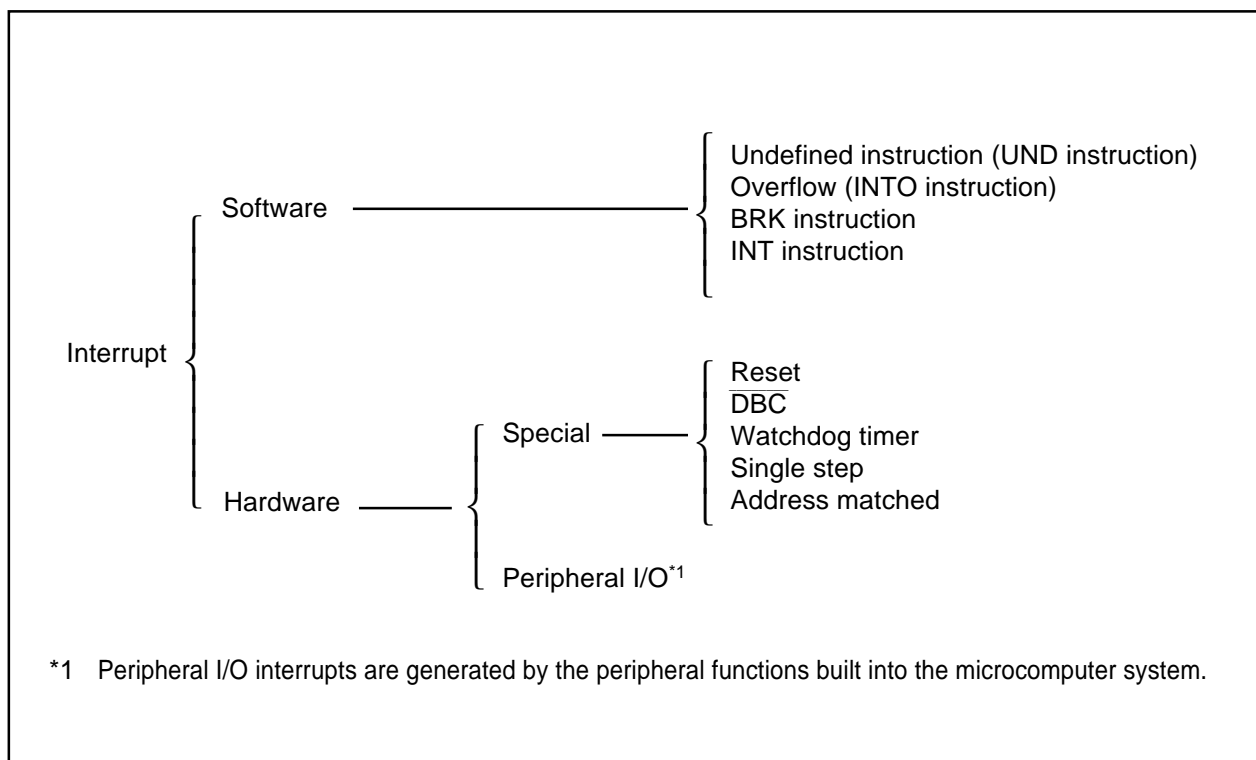 Undefined instruction (UND instruction)
Overflow (INTO instruction)
Software
BRK instruction
INT instruction
Interrupt
Reset
D̅B̅C̅
Special
Watchdog timer
Single step
Hardware
Address matched
Peripheral I/O*1
*1 Peripheral I/O interrupts are generated by the peripheral functions built into the microcomputer system.